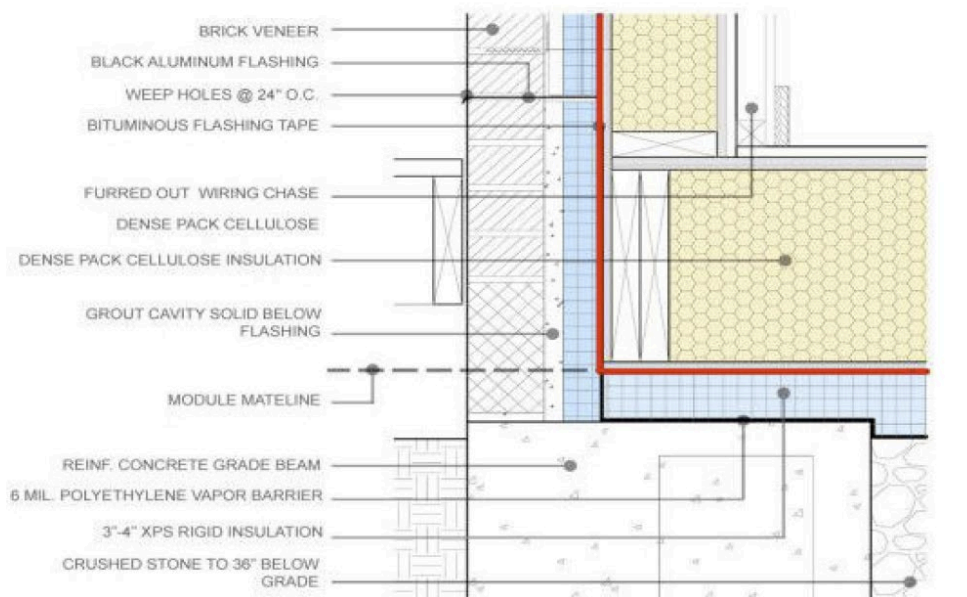 BRICK VENEER
BLACK ALUMINUM FLASHING
WEEP HOLES @ 24" O.C.
BITUMINOUS FLASHING TAPE
FURRED OUT WIRING CHASE
DENSE PACK CELLULOSE
DENSE PACK CELLULOSE INSULATION
GROUT CAVITY SOLID BELOW
FLASHING
MODULE MATELINE
REINF. CONCRETE GRADE BEAM
6 MIL. POLYETHYLENE VAPOR BARRIER
3"-4" XPS RIGID INSULATION
CRUSHED STONE TO 36" BELOW
GRADE